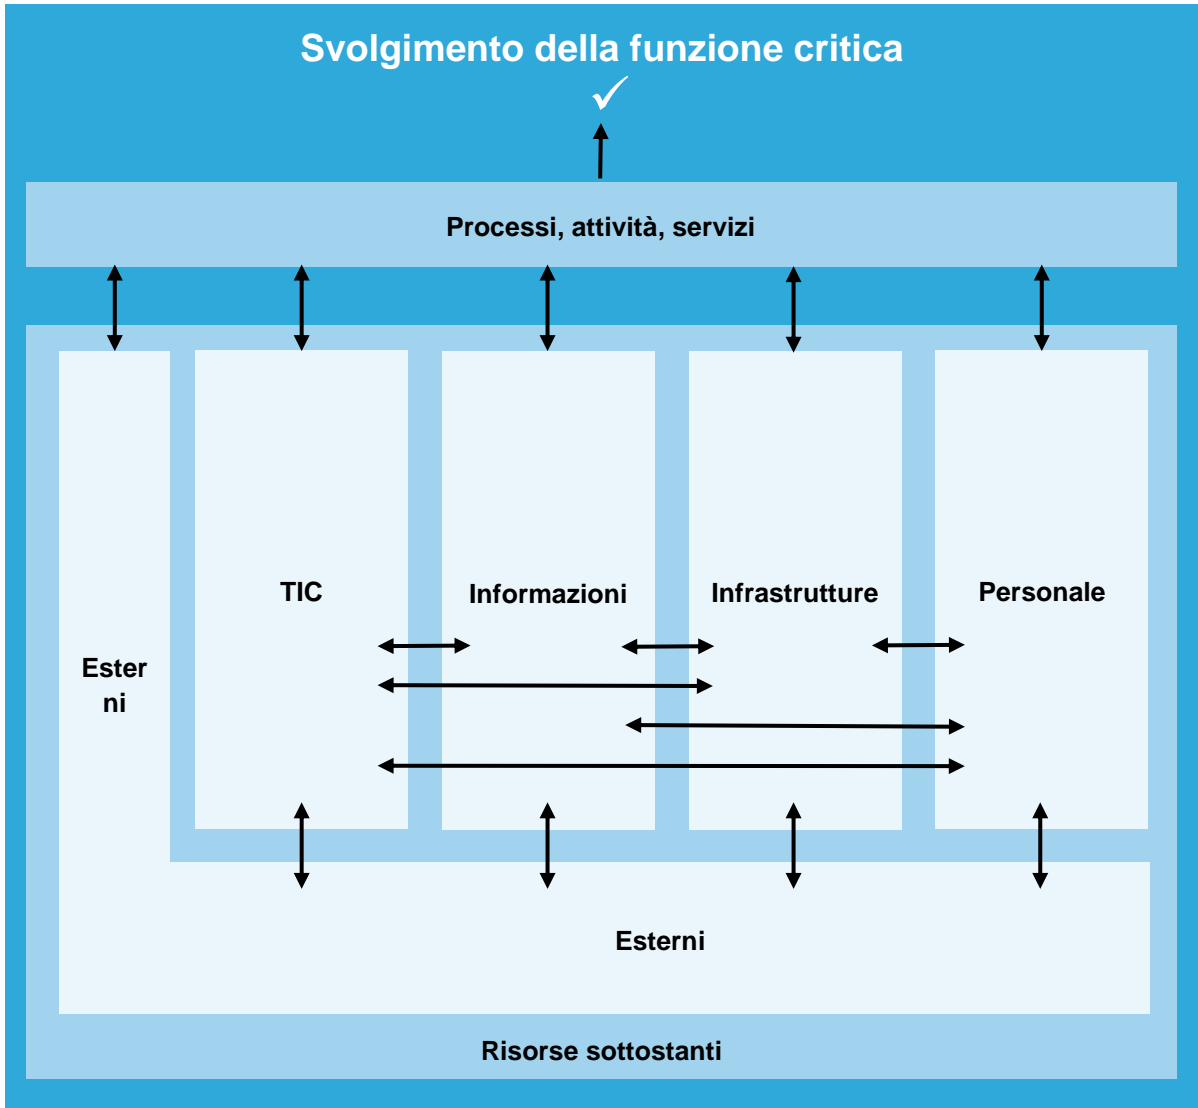 Svolgimento della funzione critica
Processi, attività, servizi
TIC
Informazioni
Infrastrutture
Personale
Ester
ni
Esterni
Risorse sottostanti